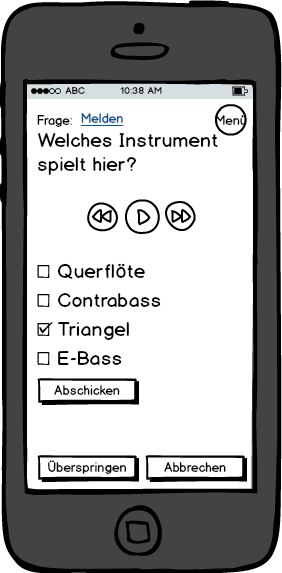 ABC 10:38 AM
Frage: Melden Menü
Welches Instrument
spielt hier?
Querflöte
Contrabass
Triangel
E-Bass
Abschicken
Überspringen Abbrechen